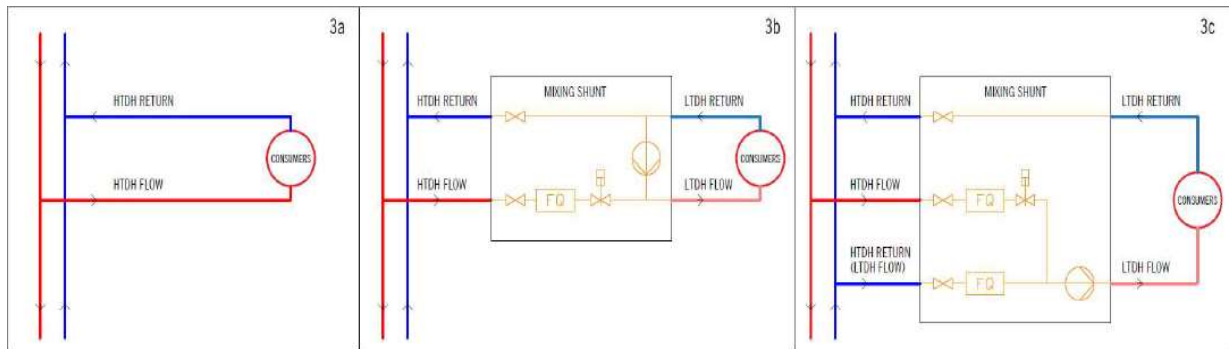 3a
HTDH RETURN
CONSUMERS
HTDH FLOW
3b
MIXING SHUNT
HTDH RETURN
LTDH RETURN
CONSUMERS
HTDH FLOW
FQ
LTDH FLOW
3c
MIXING SHUNT
HTDH RETURN
LTDH RETURN
HTDH FLOW
FQ
CONSUMERS
HTDH RETURN
(LTDH FLOW)
FQ
LTDH FLOW